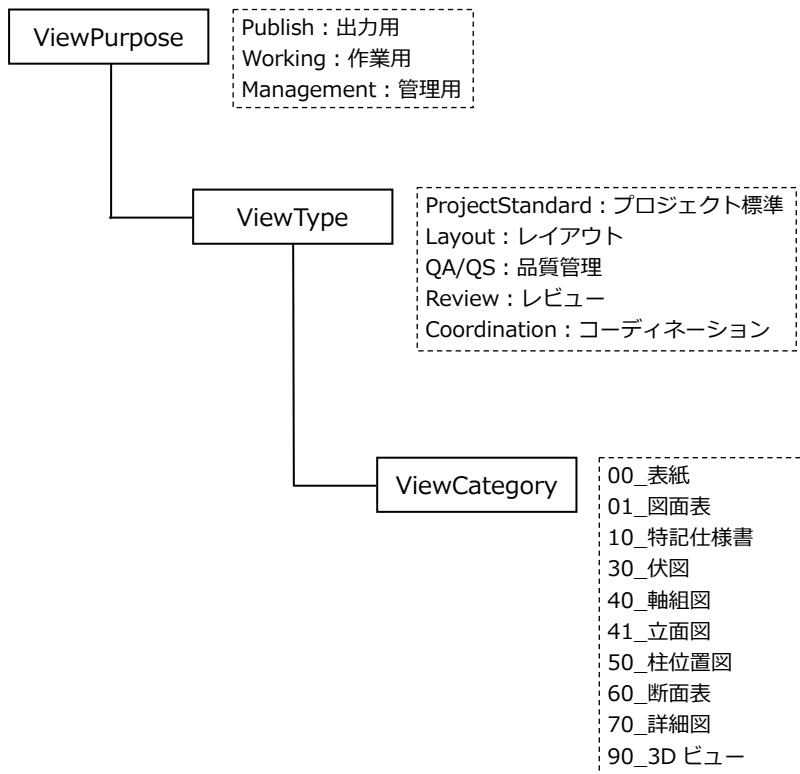 ViewPurpose
Publish：出力用
Working：作業用
Management：管理用
ViewType
ProjectStandard：プロジェクト標準
Layout：レイアウト
QA/QS：品質管理
Review：レビュー
Coordination：コーディネーション
ViewCategory
00_表紙
01_図面表
10_特記仕様書
30_伏図
40_軸組図
41_立面図
50_柱位置図
60_断面表
70_詳細図
90_3D ビュー